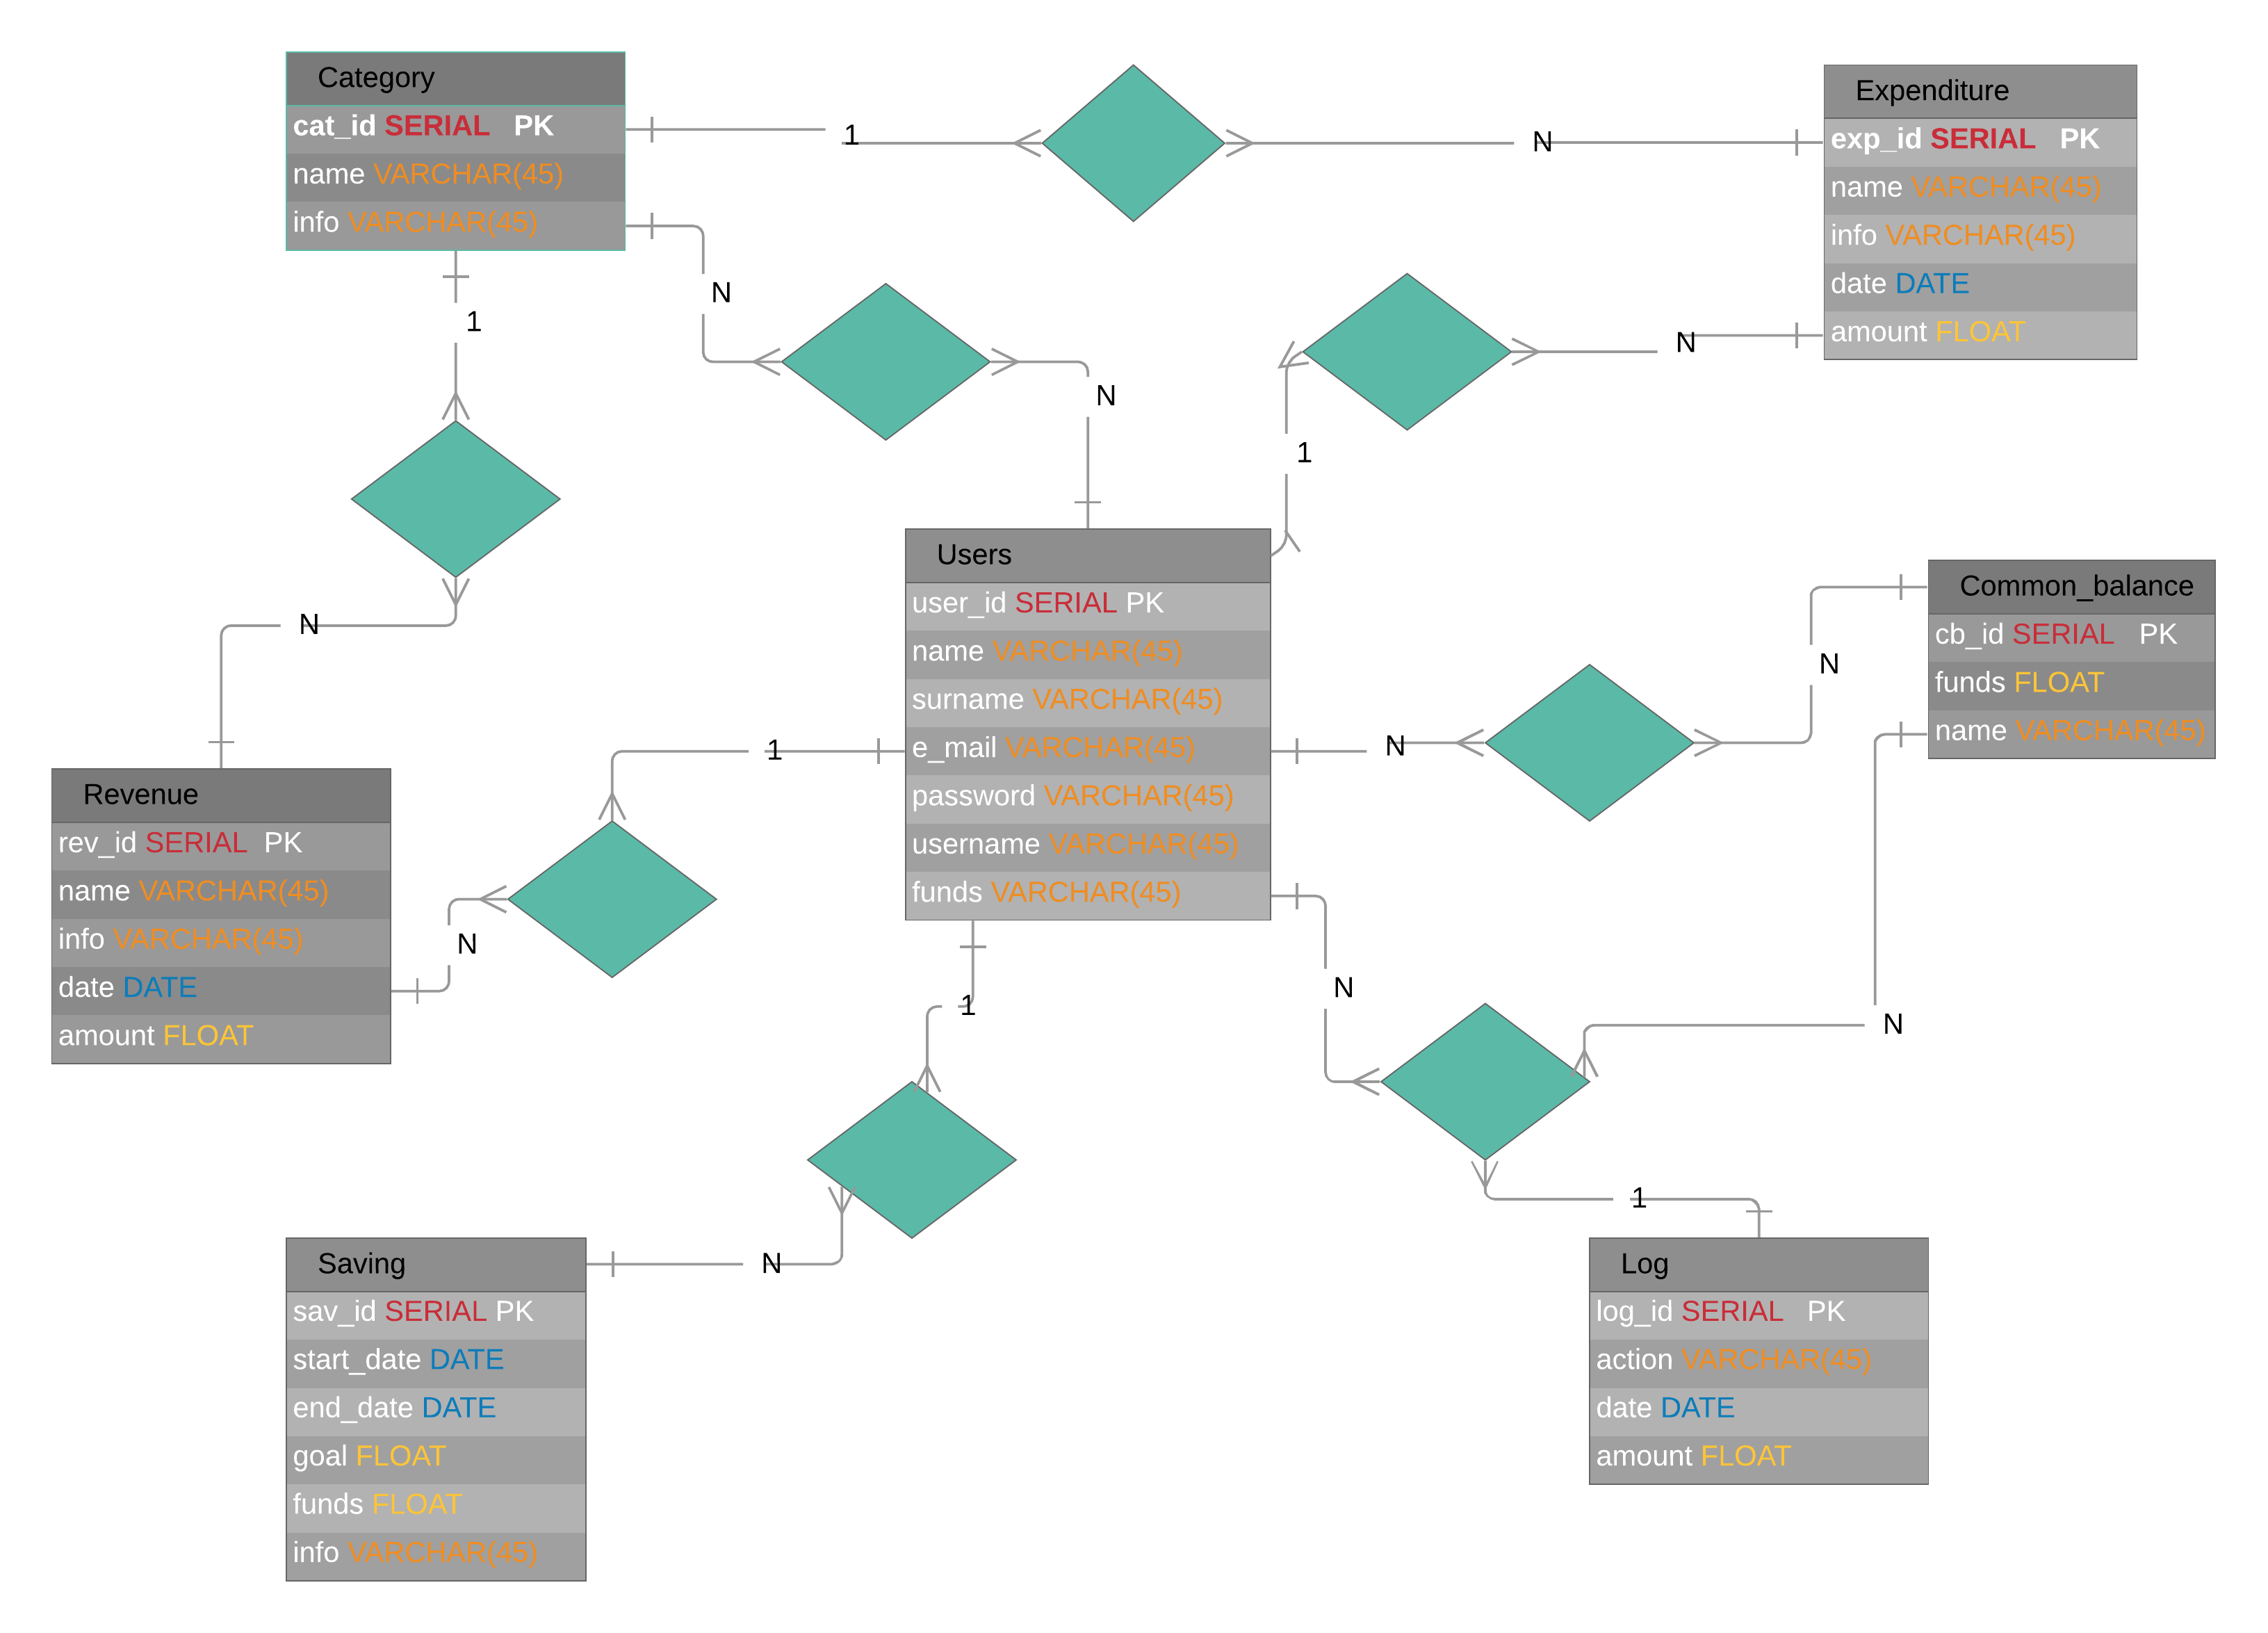 Category
cat_id SERIAL PK
name VARCHAR(45)
info VARCHAR(45)
1
N
Expenditure
exp_id SERIAL PK
name VARCHAR(45)
info VARCHAR(45)
date DATE
amount FLOAT
N
N
1
N
1
N
Users
user_id SERIAL PK
name VARCHAR(45)
surname VARCHAR(45)
e_mail VARCHAR(45)
password VARCHAR(45)
username VARCHAR(45)
funds VARCHAR(45)
Common_balance
cb_id SERIAL PK
funds FLOAT
name VARCHAR(45)
N
N
N
1
Revenue
rev_id SERIAL PK
name VARCHAR(45)
info VARCHAR(45)
date DATE
amount FLOAT
N
1
N
N
1
N
Saving
sav_id SERIAL PK
start_date DATE
end_date DATE
goal FLOAT
funds FLOAT
info VARCHAR(45)
Log
log_id SERIAL PK
action VARCHAR(45)
date DATE
amount FLOAT